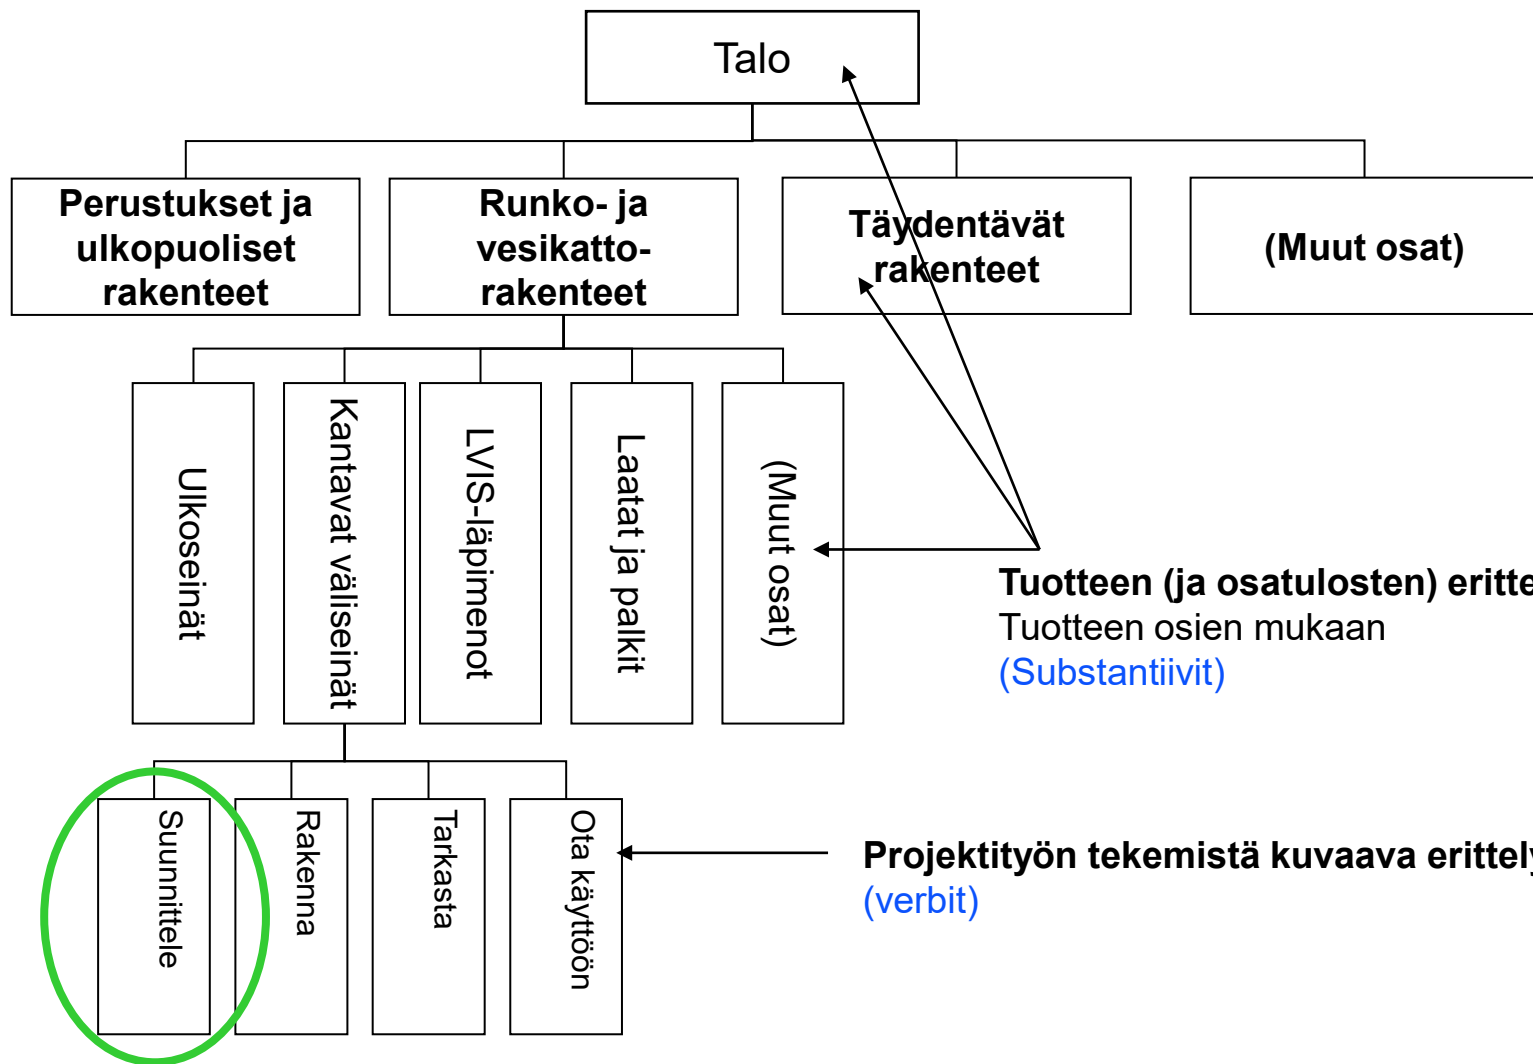 Talo
Perustukset ja
ulkopuoliset
rakenteet
Runko- ja
vesikatto-
rakenteet
Täydentävät
rakenteet
(Muut osat)
Ulkoseinät
Kantavat väliseinät
LVIS-läpimenot
Laatat ja palkit
(Muut osat)
Tuotteen (ja osatulosten) eritte
Tuotteen osien mukaan
(Substantiivit)
Suunnittele
Rakenna
Tarkasta
Ota käyttöön
Projektityön tekemistä kuvaava erittely
(verbit)